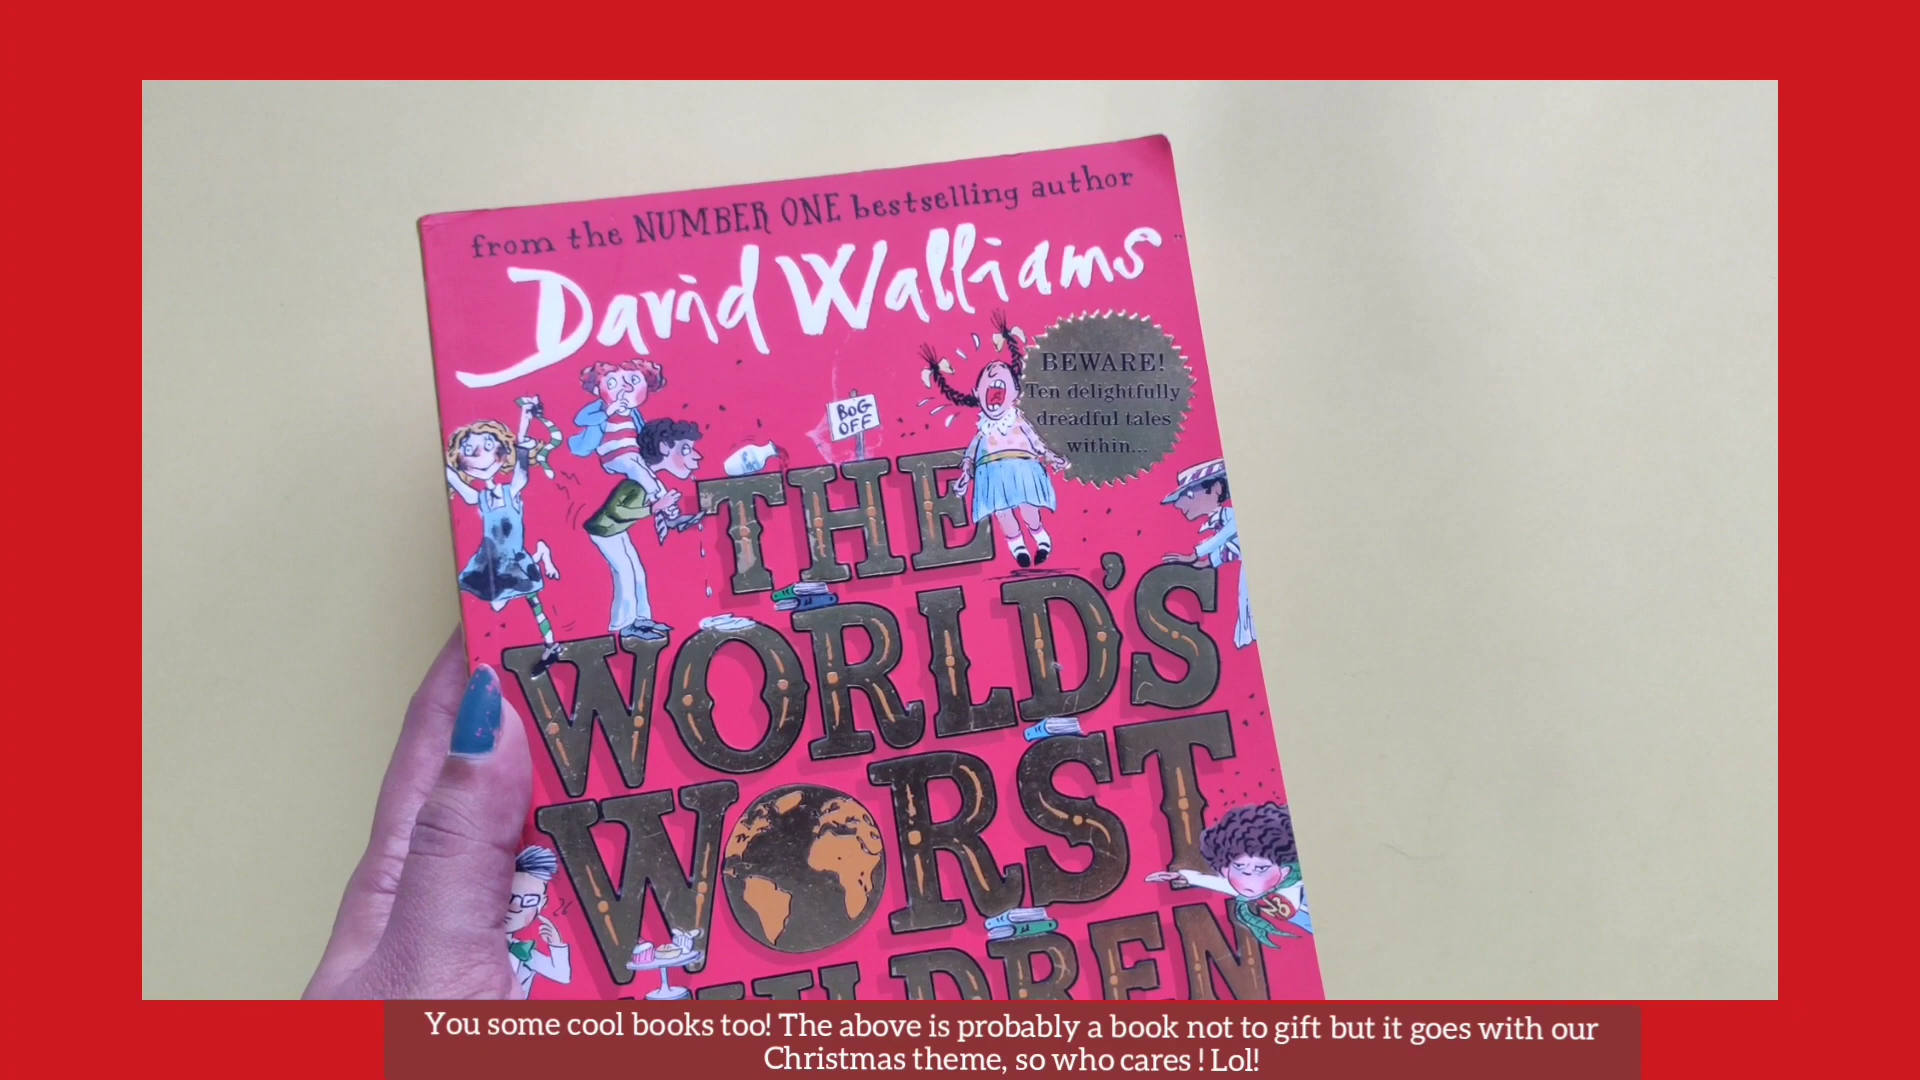 from the NUMBER ONE bestselling author
David Walliams
BEWARE!
Ten delightfully
dreadful tales
within...
BOG
OFF
THE
WORLD'S
WORST
CHILDREN
You some cool books too! The above is probably a book not to gift but it goes with our
Christmas theme, so who cares ! Lol!